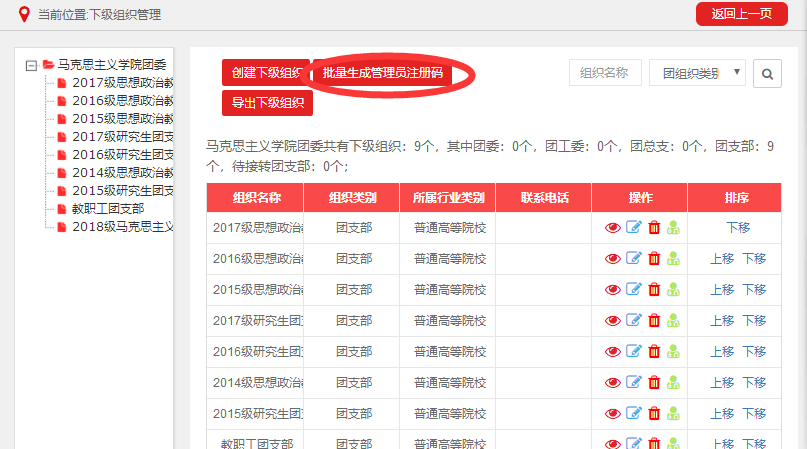 当前位置:下级组织管理
返回上一页
马克思主义学院团委
2017级思想政治教
2016级思想政治教
2015级思想政治教
2017级研究生团支
2016级研究生团支
2014级思想政治教
2015级研究生团支
教职工团支部
2018级马克思主义
创建下级组织 批量生成管理员注册码
组织名称 团组织类别
导出下级组织
马克思主义学院团委共有下级组织：9个，其中团委：0个，团工委：0个，团总支：0个，团支部：9
个，待接转团支部：0个；
组织名称 组织类别 所属行业类别 联系电话 操作 排序
2017级思想政治 团支部 普通高等院校 下移
2016级思想政治 团支部 普通高等院校 上移 下移
2015级思想政治 团支部 普通高等院校 上移 下移
2017级研究生团 团支部 普通高等院校 上移 下移
2016级研究生团 团支部 普通高等院校 上移 下移
2014级思想政治 团支部 普通高等院校 上移 下移
2015级研究生团 团支部 普通高等院校 上移 下移
教职工团支部 团支部 普通高等院校 上移 下移